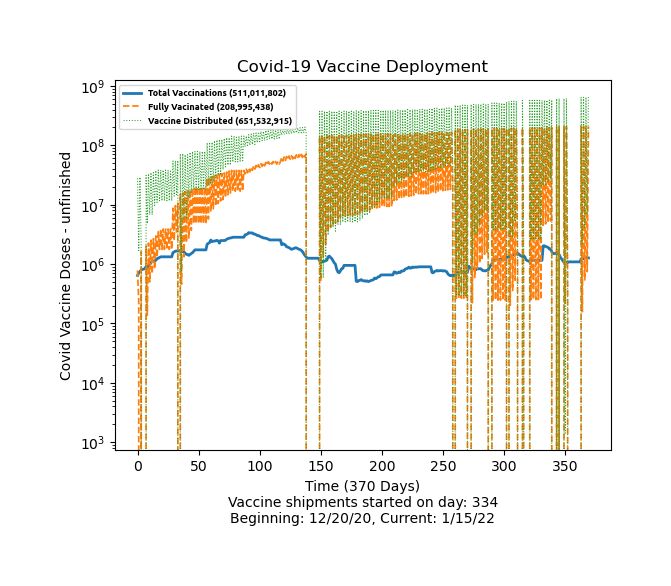 Covid-19 Vaccine Deployment
Total Vaccinations (511,011,802)
Fully Vacinated (208,995,438)
Vaccine Distributed (651,532,915)
Covid Vaccine Doses - unfinished
10⁹
10⁸
10⁷
10⁶
10⁵
10⁴
10³
0 50 100 150 200 250 300 350
Time (370 Days)
Vaccine shipments started on day: 334
Beginning: 12/20/20, Current: 1/15/22